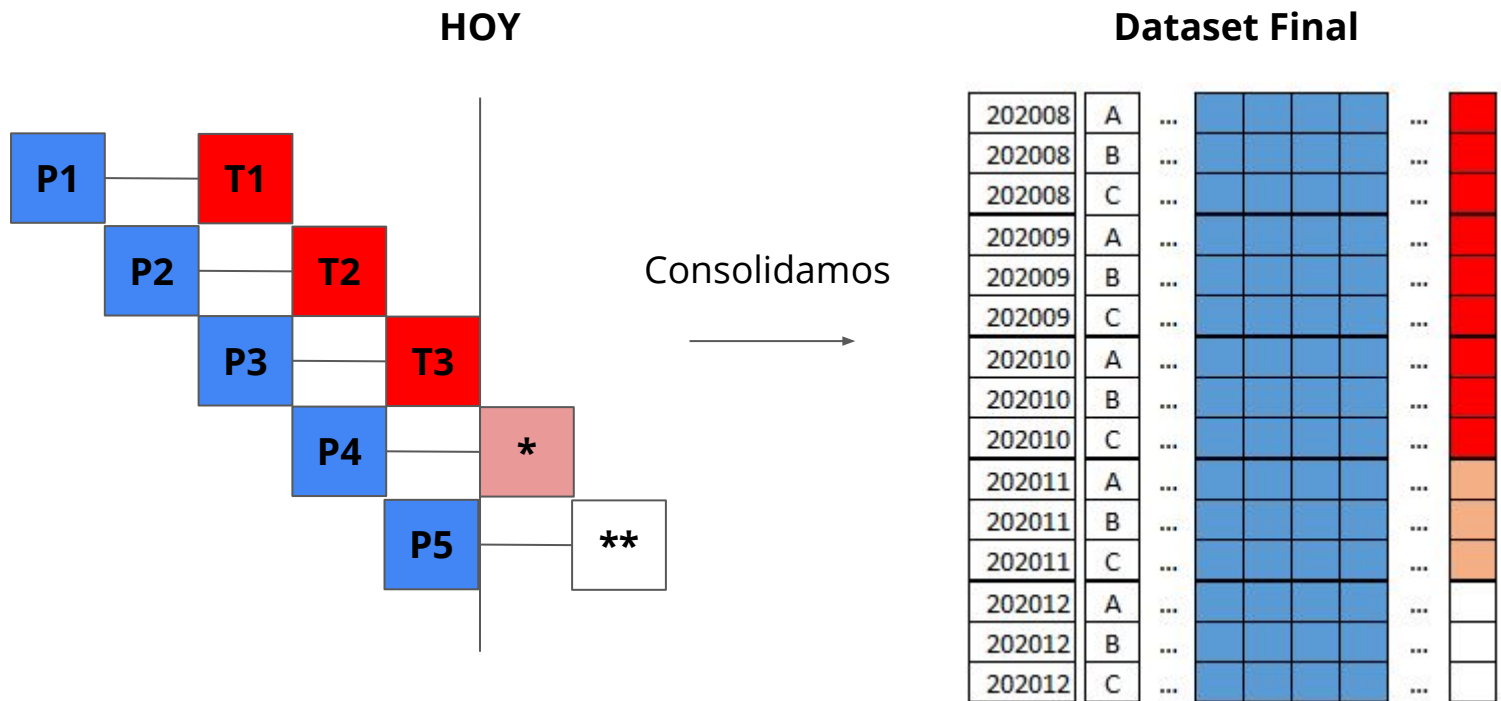 HOY
Dataset Final
P1 T1
P2 T2
P3 T3
P4 *
P5 **
Consolidamos
202008 A ... ...
202008 B ... ...
202008 C ... ...
202009 A ... ...
202009 B ... ...
202009 C ... ...
202010 A ... ...
202010 B ... ...
202010 C ... ...
202011 A ... ...
202011 B ... ...
202011 C ... ...
202012 A ... ...
202012 B ... ...
202012 C ... ...